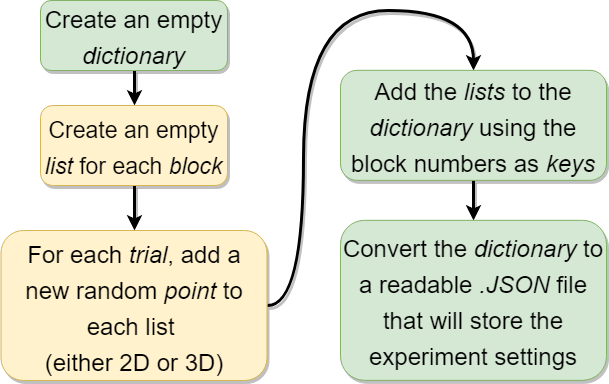 Create an empty
dictionary
Create an empty
list for each block
For each trial, add a
new random point to
each list
(either 2D or 3D)
Add the lists to the
dictionary using the
block numbers as keys
Convert the dictionary to
a readable .JSON file
that will store the
experiment settings